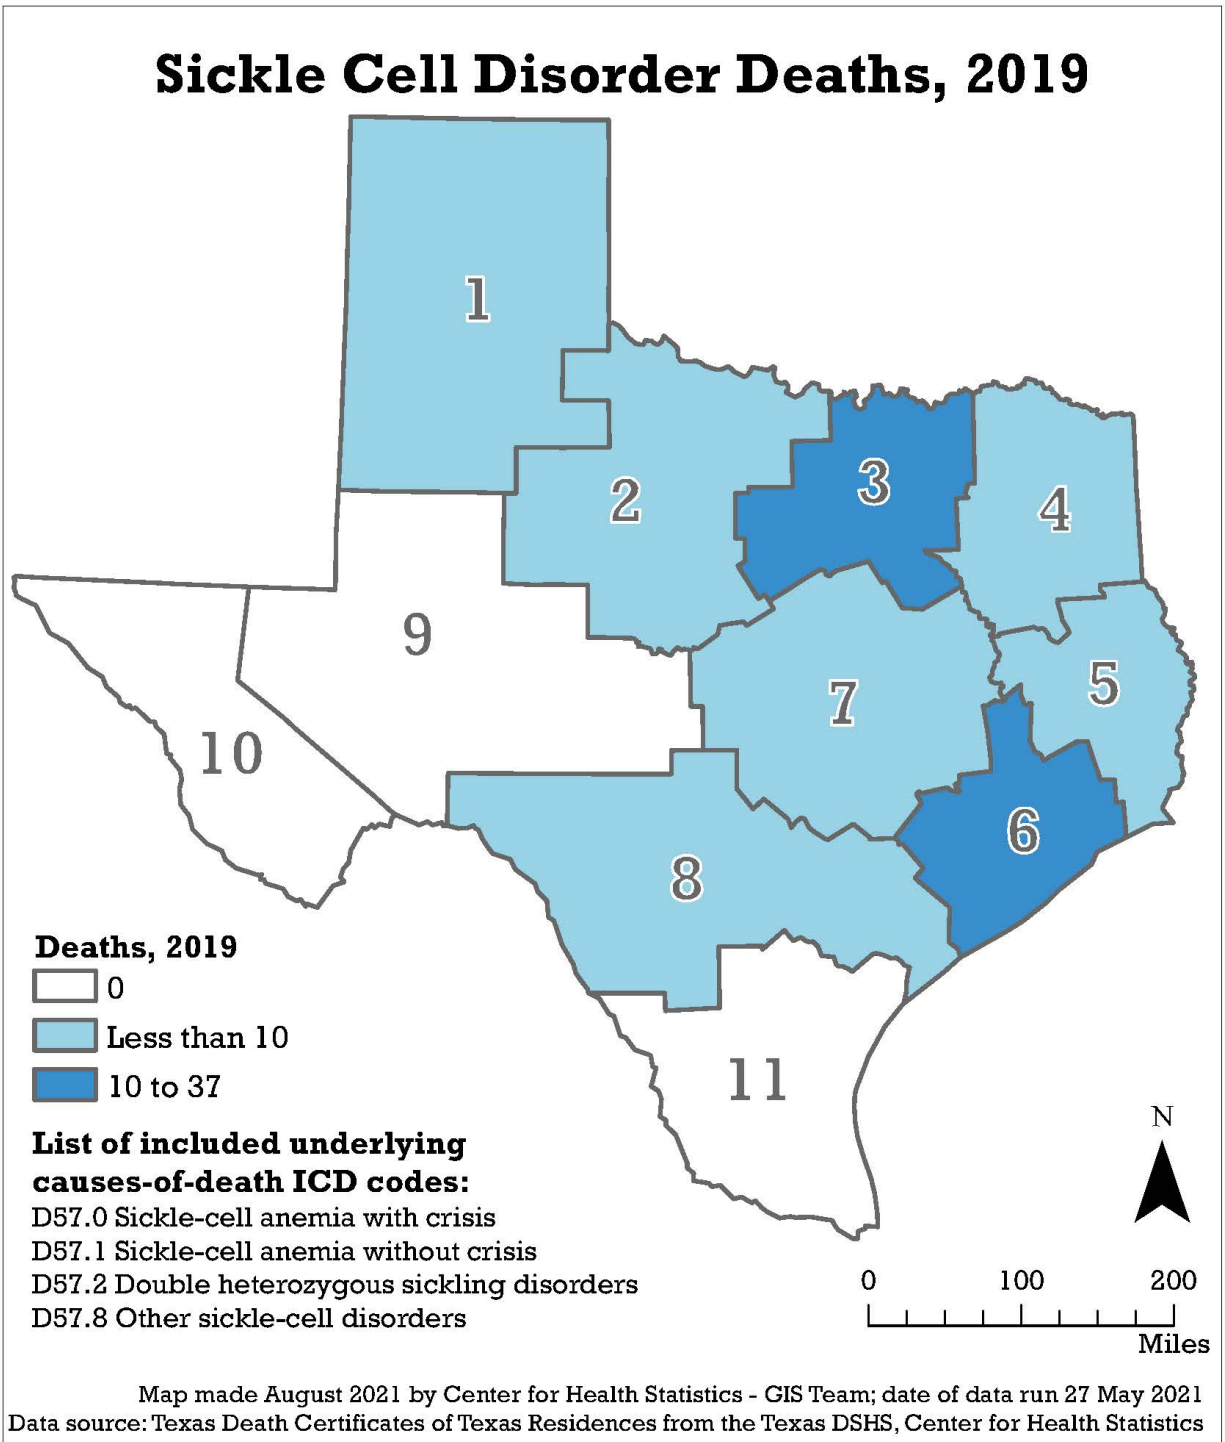 Sickle Cell Disorder Deaths, 2019
1
2
3
4
9
5
7
10
6
8
11
Deaths, 2019
0
Less than 10
10 to 37
List of included underlying
causes-of-death ICD codes:
D57.0 Sickle-cell anemia with crisis
D57.1 Sickle-cell anemia without crisis
D57.2 Double heterozygous sickling disorders
D57.8 Other sickle-cell disorders
N
0 100 200
Miles
Map made August 2021 by Center for Health Statistics - GIS Team; date of data run 27 May 2021
Data source: Texas Death Certificates of Texas Residences from the Texas DSHS, Center for Health Statistics